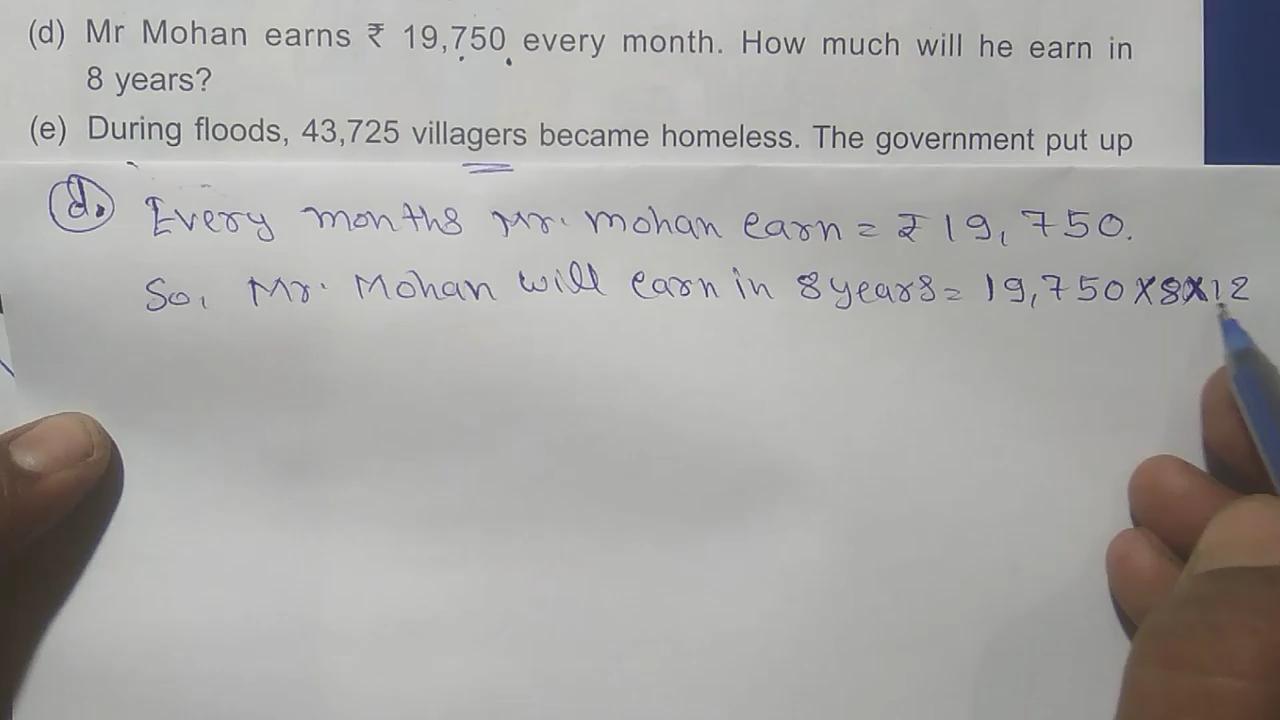 (d) Mr Mohan earns ₹ 19,750 every month. How much will he earn in
8 years?
(e) During floods, 43,725 villagers became homeless. The government put up
d. Every months Mr. Mohan earn = ₹ 19, 750.
So, Mr. Mohan will earn in 8 years = 19,750 × 8 × 12